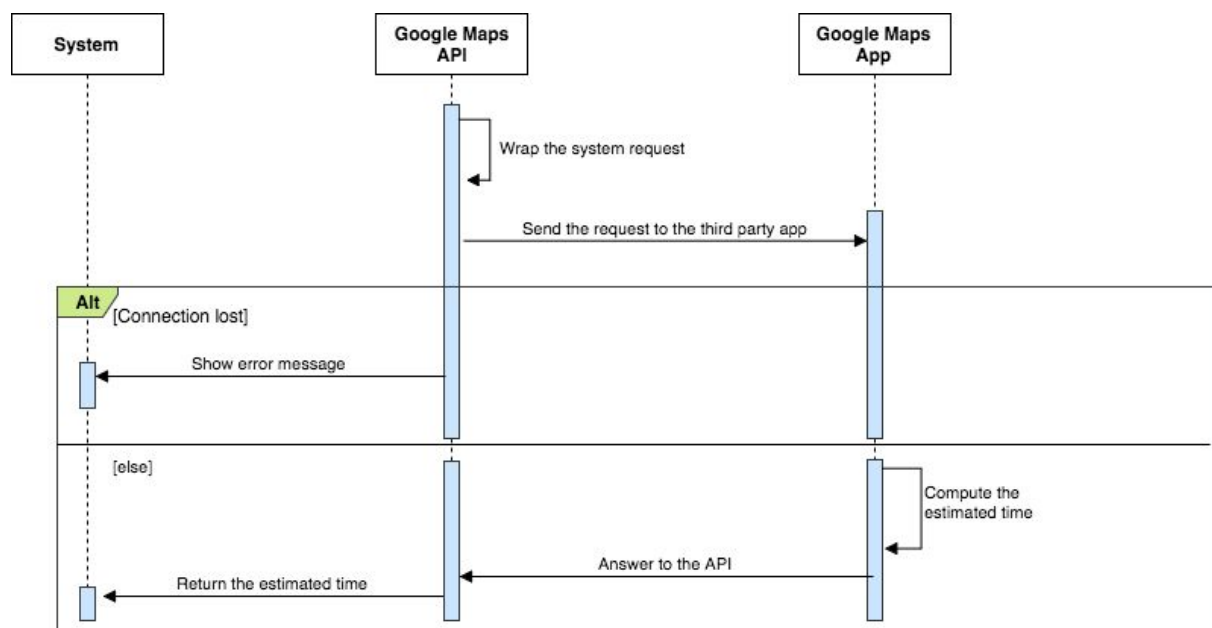 System
Google Maps
API
Google Maps
App
Wrap the system request
Send the request to the third party app
Alt
[Connection lost]
Show error message
[else]
Compute the
estimated time
Answer to the API
Return the estimated time